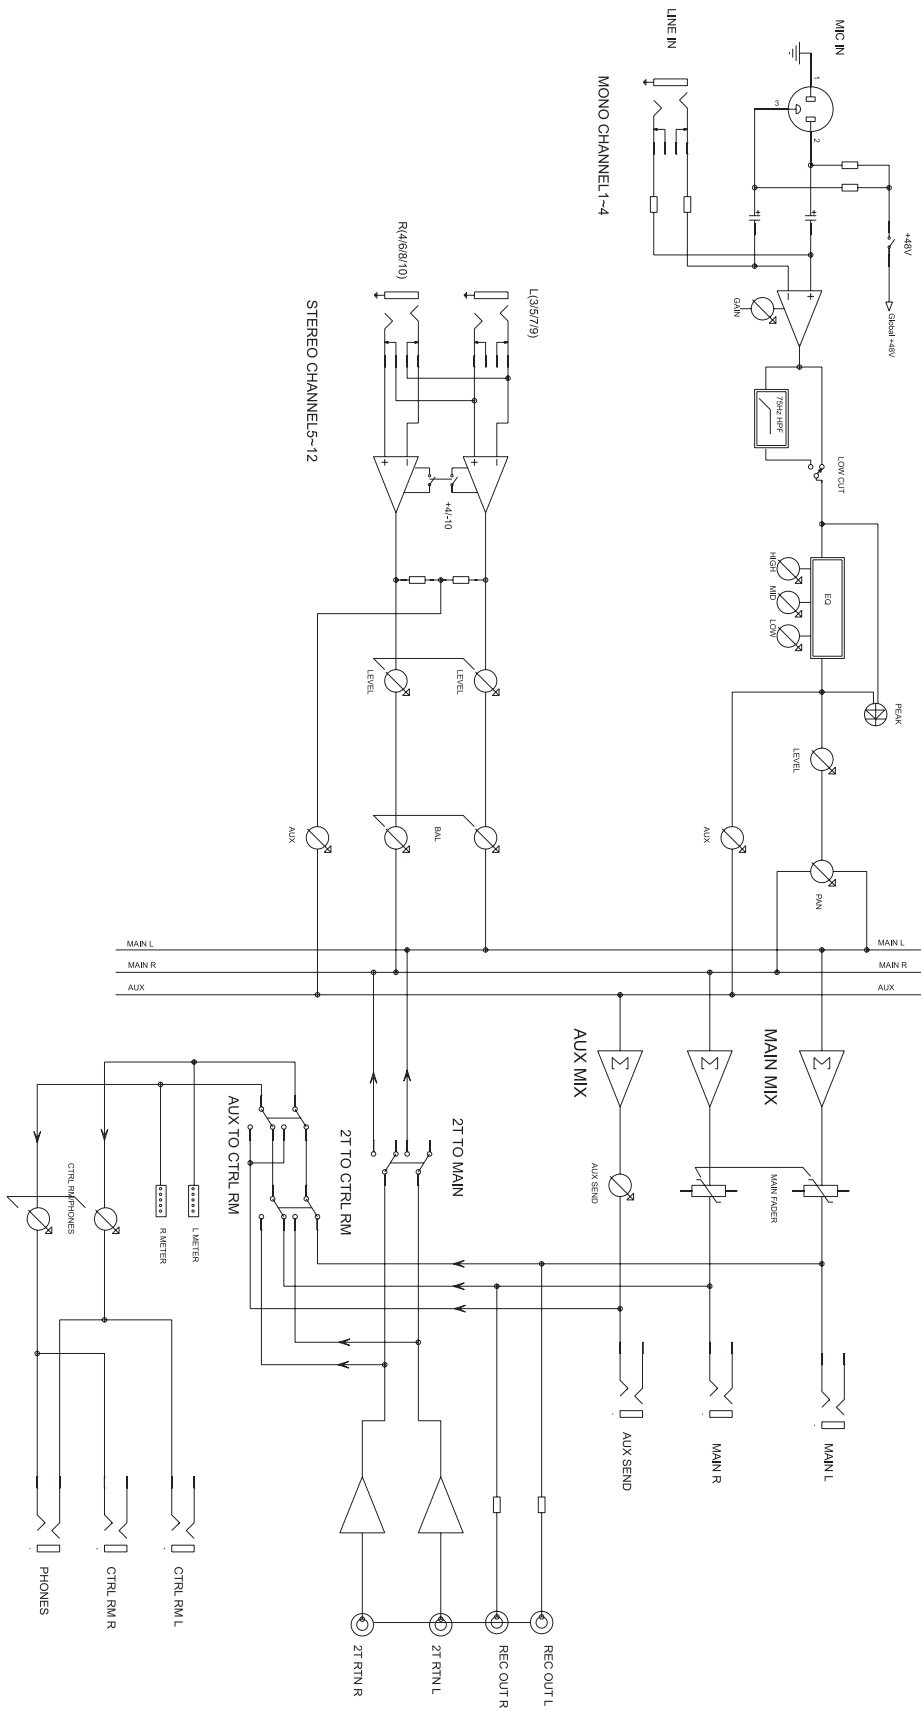 MIC IN
1
3
2
LINE IN
MONO CHANNEL1~4
+48V
Global +48V
+
+
+
-
GAIN
75Hz HPF
LOW CUT
EQ
HIGH
MID
LOW
PEAK
LEVEL
AUX
PAN
L(3/5/7/9)
R(4/6/8/10)
STEREO CHANNEL5~12
+
-
+
-
+4/-10
LEVEL
LEVEL
BAL
AUX
MAIN L
MAIN R
AUX
MAIN L
MAIN R
AUX
MAIN MIX
Σ
Σ
AUX MIX
Σ
MAIN FADER
AUX SEND
2T TO MAIN
2T TO CTRL RM
AUX TO CTRL RM
L METER
R METER
CTRL RM/PHONES
MAIN L
MAIN R
AUX SEND
REC OUT L
REC OUT R
2T RTN L
2T RTN R
CTRL RM L
CTRL RM R
PHONES